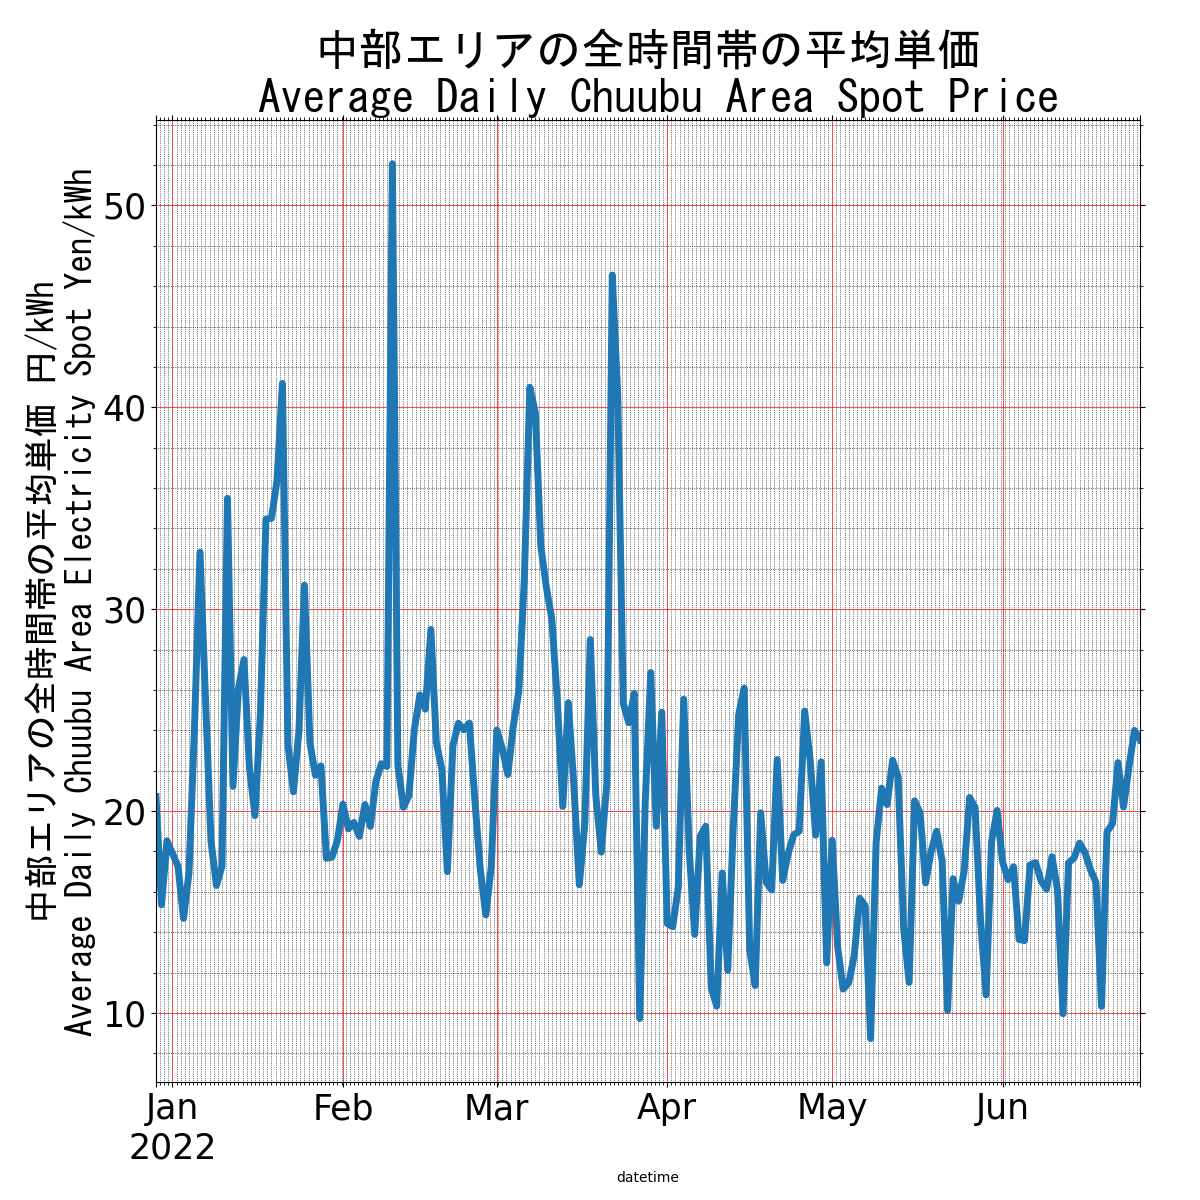 中部エリアの全時間帯の平均単価
Average Daily Chuubu Area Spot Price
中部エリアの全時間帯の平均単価 円/kWh
Average Daily Chuubu Area Electricity Spot Yen/kWh
50
40
30
20
10
Jan Feb Mar Apr May Jun
2022
datetime